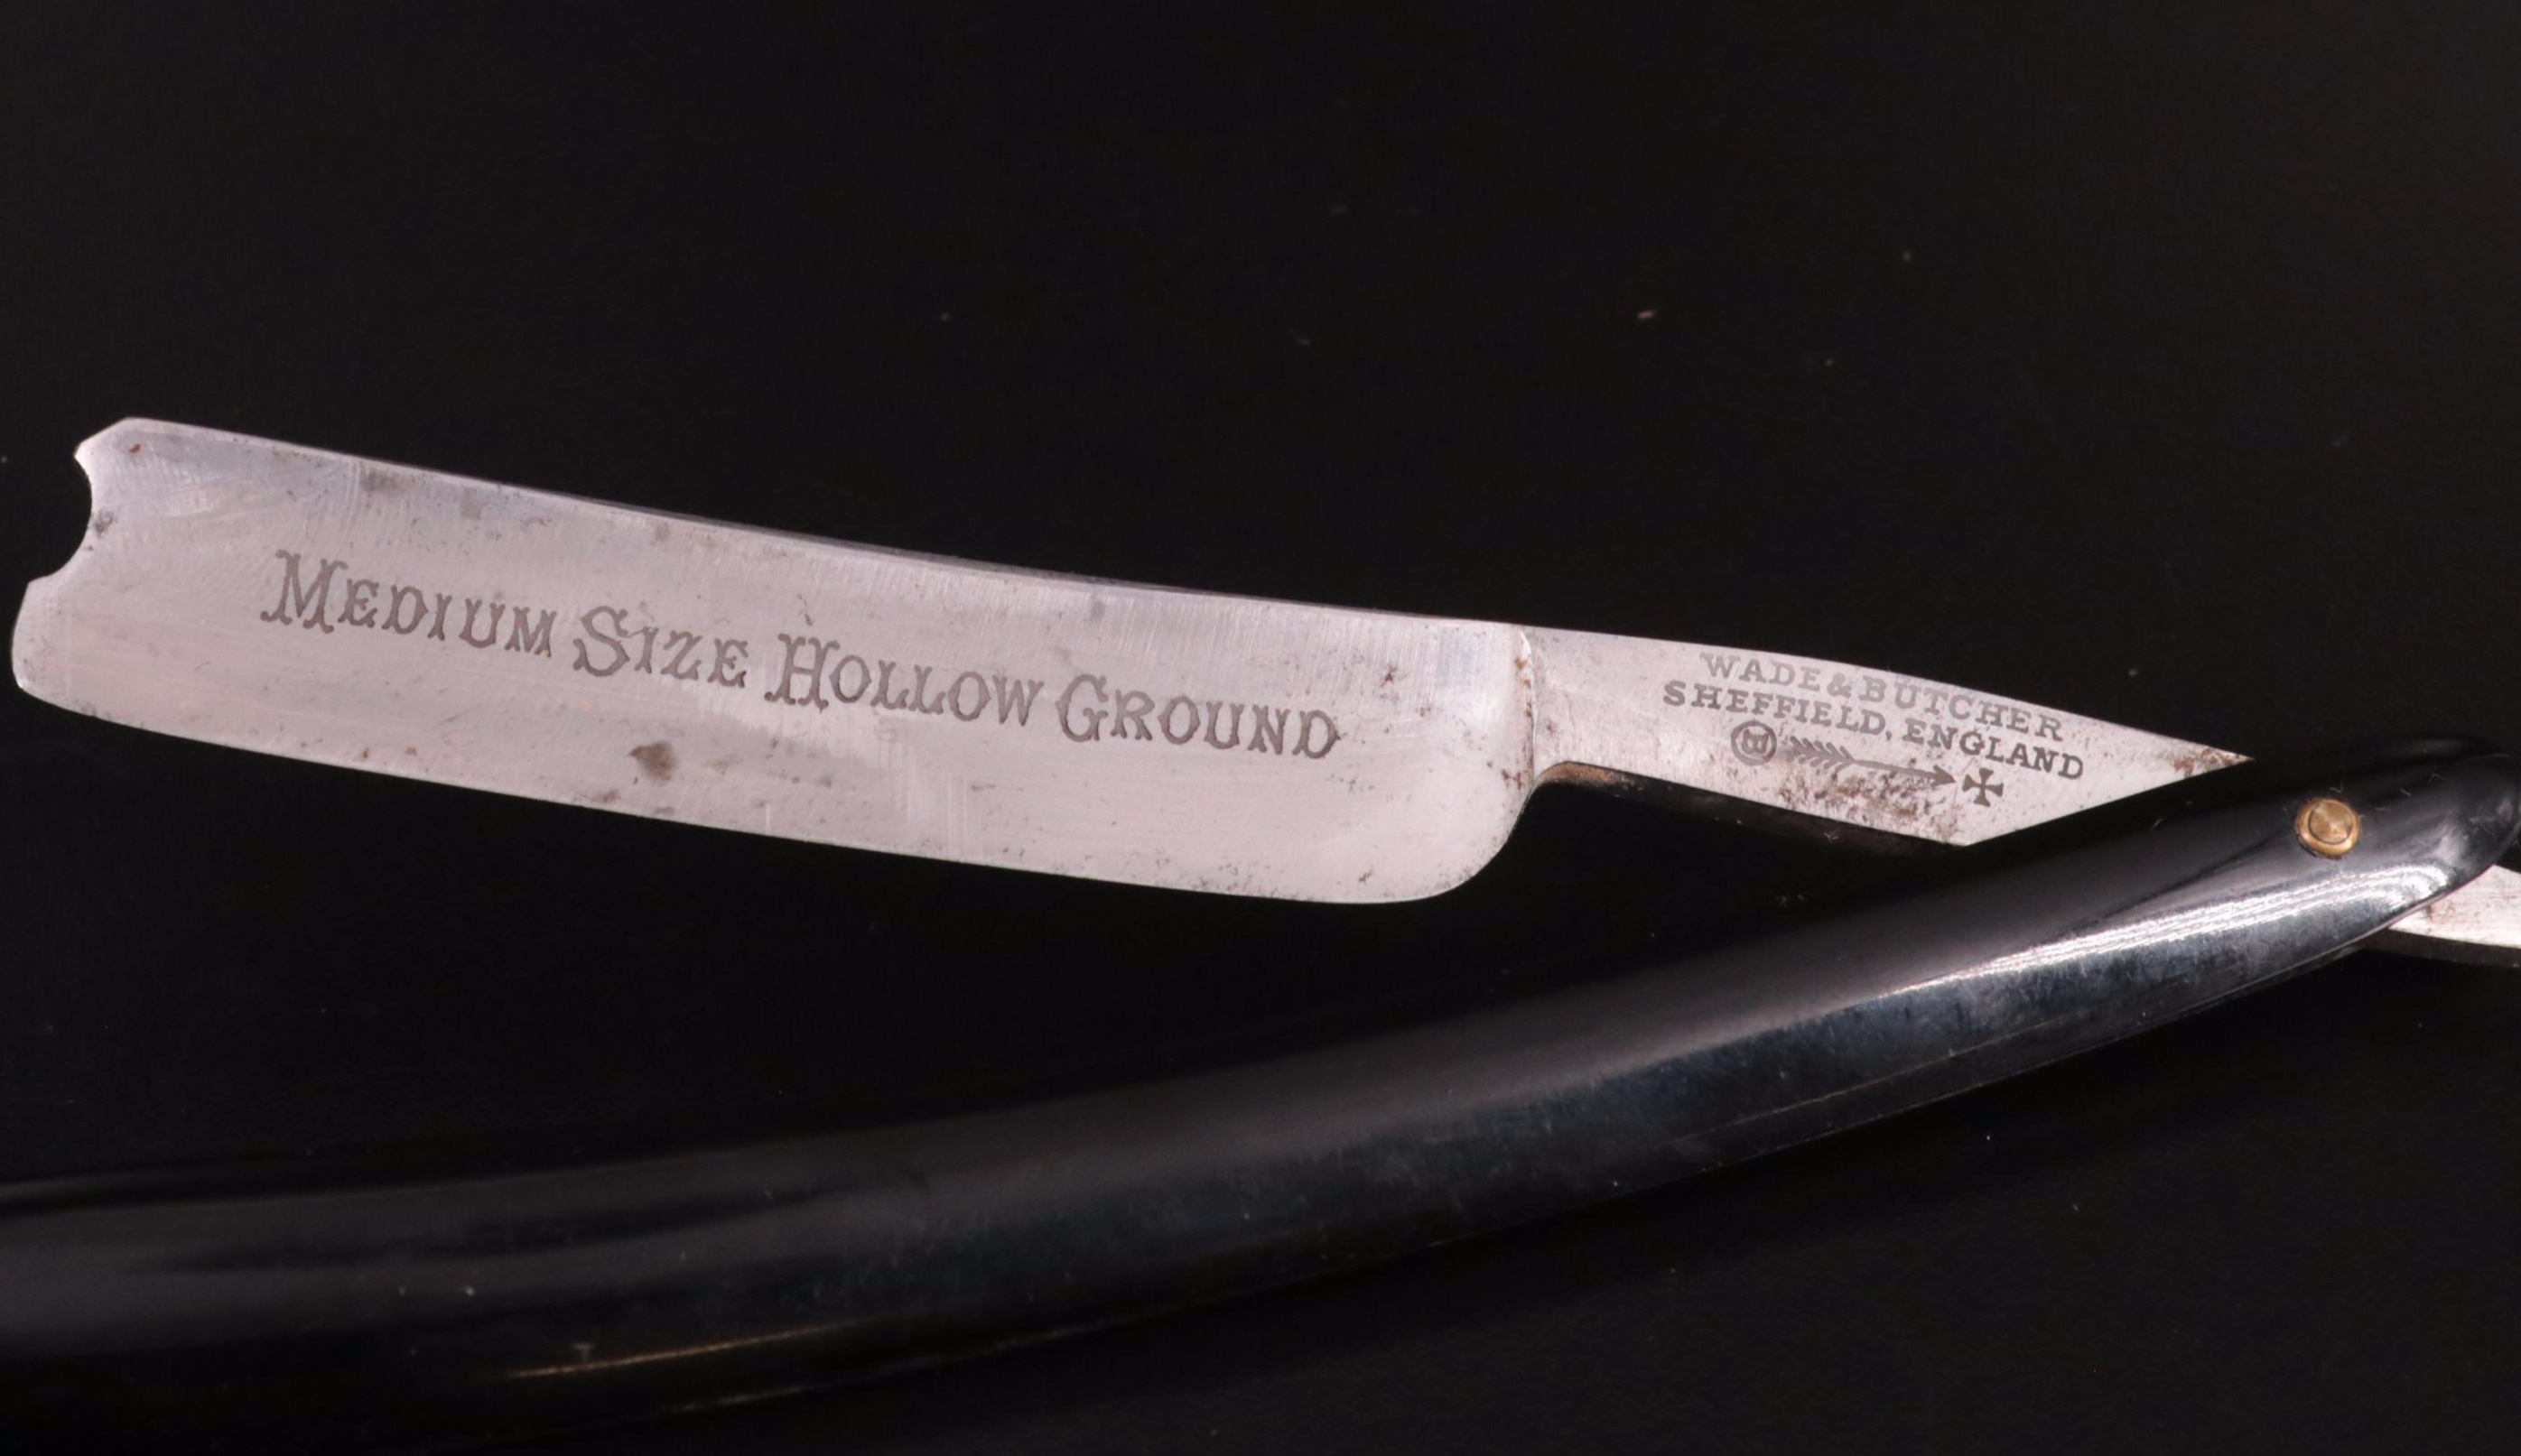 MEDIUM SIZE HOLLOW GROUND
WADE & BUTCHER
SHEFFIELD, ENGLAND